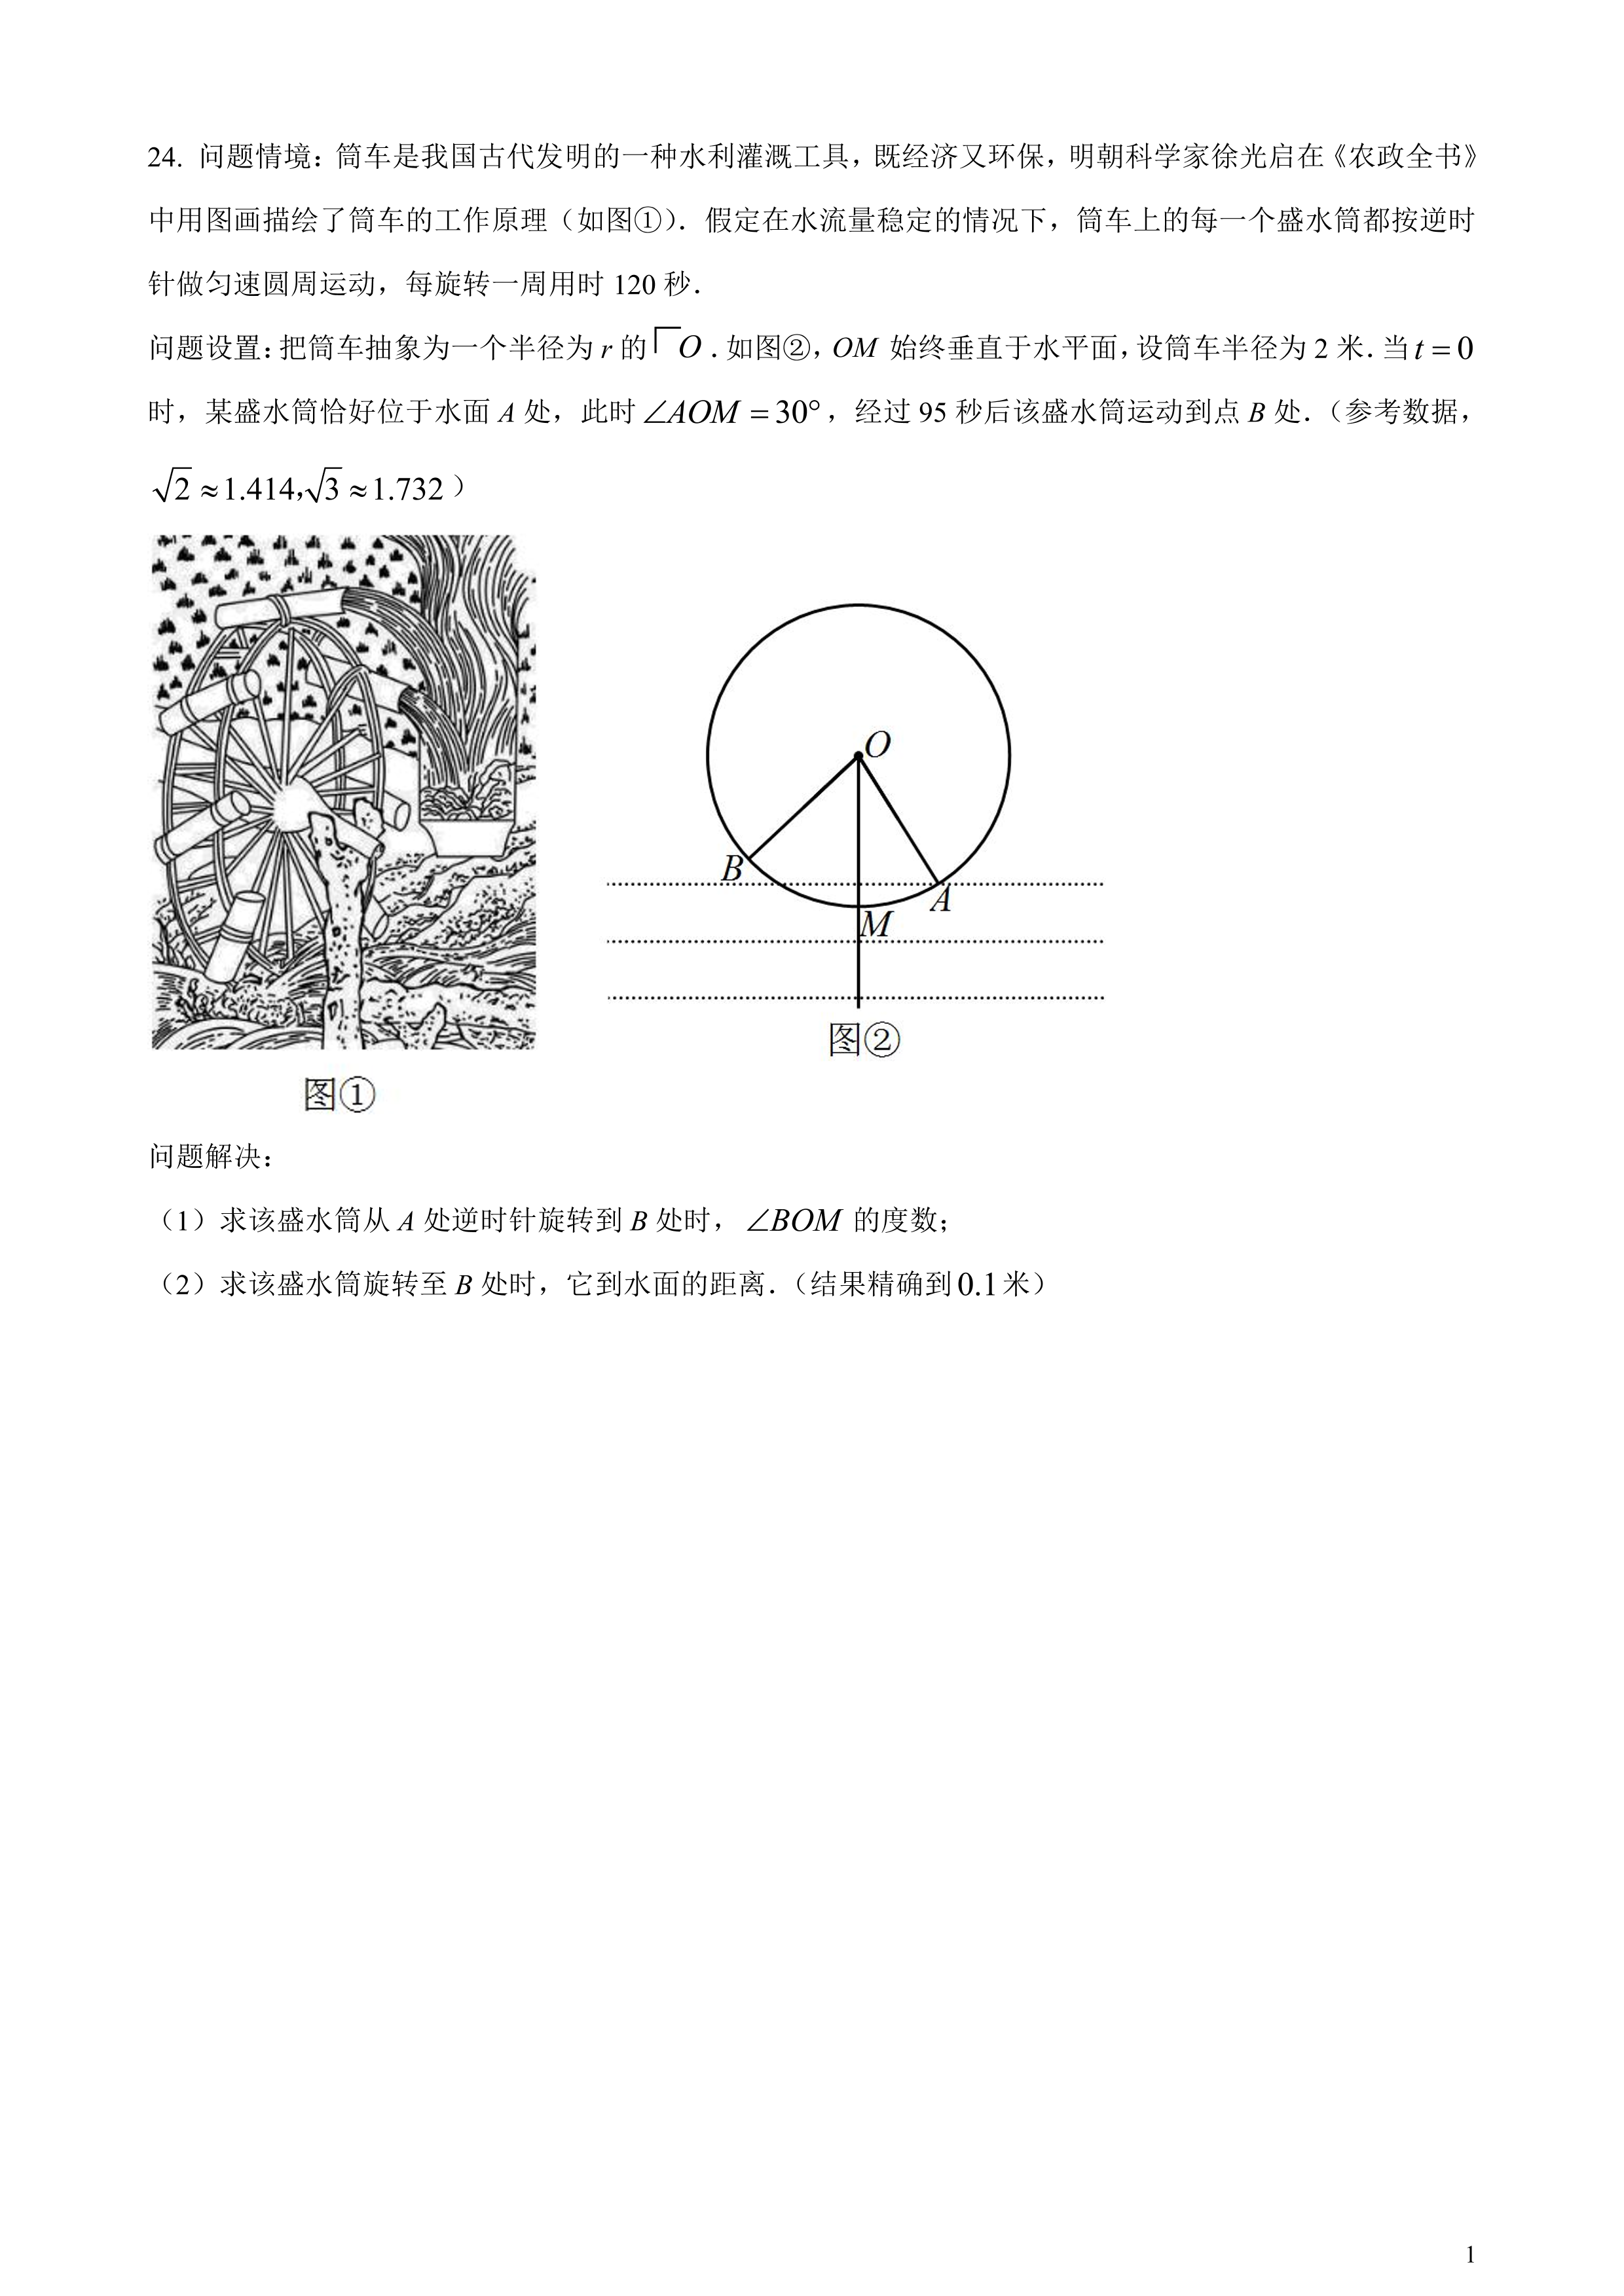 24. 问题情境：筒车是我国古代发明的一种水利灌溉工具，既经济又环保，明朝科学家徐光启在《农政全书》
中用图画描绘了筒车的工作原理（如图①）．假定在水流量稳定的情况下，筒车上的每一个盛水筒都按逆时
针做匀速圆周运动，每旋转一周用时 120 秒．
问题设置：把筒车抽象为一个半径为 r 的⎾O．如图②，OM 始终垂直于水平面，设筒车半径为 2 米．当 t = 0
时，某盛水筒恰好位于水面 A 处，此时 ∠AOM = 30°，经过 95 秒后该盛水筒运动到点 B 处．（参考数据，
√2 ≈ 1.414, √3 ≈ 1.732）
O
B
A
M
图②
图①
问题解决：
（1）求该盛水筒从 A 处逆时针旋转到 B 处时，∠BOM 的度数；
（2）求该盛水筒旋转至 B 处时，它到水面的距离．（结果精确到 0.1 米）
1